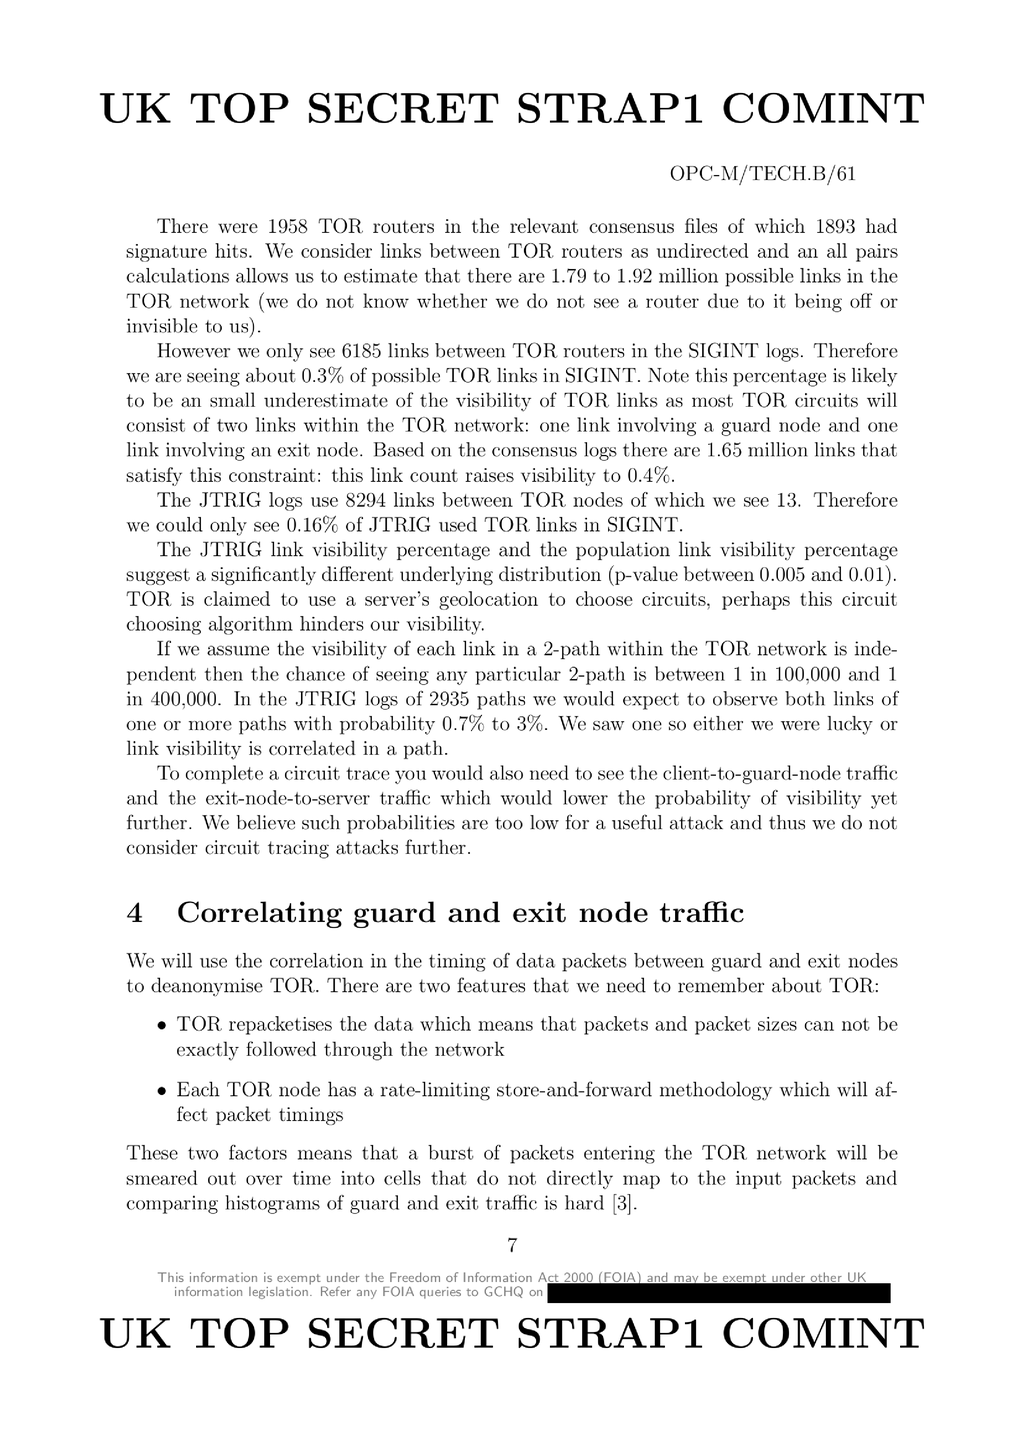 UK TOP SECRET STRAP1 COMINT
OPC-M/TECH.B/61
There were 1958 TOR routers in the relevant consensus files of which 1893 had
signature hits. We consider links between TOR routers as undirected and an all pairs
calculations allows us to estimate that there are 1.79 to 1.92 million possible links in the
TOR network (we do not know whether we do not see a router due to it being off or
invisible to us).
However we only see 6185 links between TOR routers in the SIGINT logs. Therefore
we are seeing about 0.3% of possible TOR links in SIGINT. Note this percentage is likely
to be an small underestimate of the visibility of TOR links as most TOR circuits will
consist of two links within the TOR network: one link involving a guard node and one
link involving an exit node. Based on the consensus logs there are 1.65 million links that
satisfy this constraint: this link count raises visibility to 0.4%.
The JTRIG logs use 8294 links between TOR nodes of which we see 13. Therefore
we could only see 0.16% of JTRIG used TOR links in SIGINT.
The JTRIG link visibility percentage and the population link visibility percentage
suggest a significantly different underlying distribution (p-value between 0.005 and 0.01).
TOR is claimed to use a server's geolocation to choose circuits, perhaps this circuit
choosing algorithm hinders our visibility.
If we assume the visibility of each link in a 2-path within the TOR network is inde-
pendent then the chance of seeing any particular 2-path is between 1 in 100,000 and 1
in 400,000. In the JTRIG logs of 2935 paths we would expect to observe both links of
one or more paths with probability 0.7% to 3%. We saw one so either we were lucky or
link visibility is correlated in a path.
To complete a circuit trace you would also need to see the client-to-guard-node traffic
and the exit-node-to-server traffic which would lower the probability of visibility yet
further. We believe such probabilities are too low for a useful attack and thus we do not
consider circuit tracing attacks further.
4 Correlating guard and exit node traffic
We will use the correlation in the timing of data packets between guard and exit nodes
to deanonymise TOR. There are two features that we need to remember about TOR:
• TOR repacketises the data which means that packets and packet sizes can not be
exactly followed through the network
• Each TOR node has a rate-limiting store-and-forward methodology which will af-
fect packet timings
These two factors means that a burst of packets entering the TOR network will be
smeared out over time into cells that do not directly map to the input packets and
comparing histograms of guard and exit traffic is hard [3].
7
This information is exempt under the Freedom of Information Act 2000 (FOIA) and may be exempt under other UK
information legislation. Refer any FOIA queries to GCHQ on
UK TOP SECRET STRAP1 COMINT